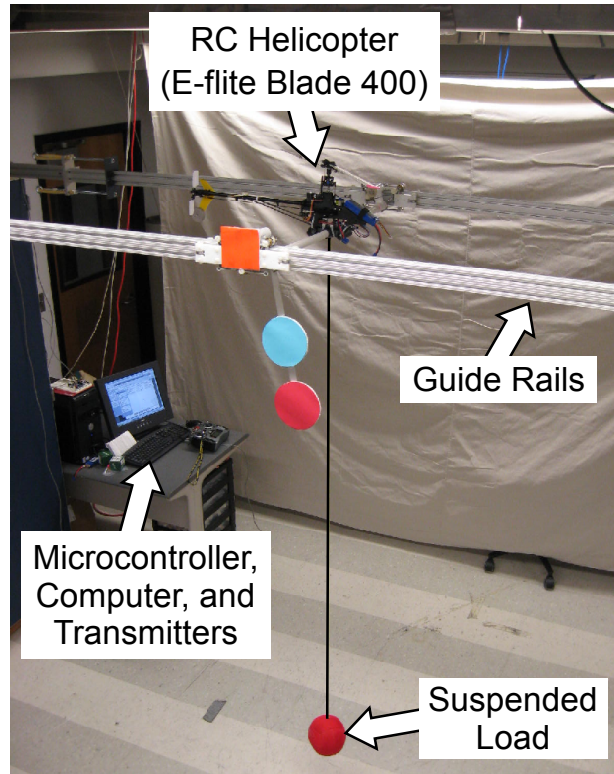 RC Helicopter
(E-flite Blade 400)
Guide Rails
Microcontroller,
Computer, and
Transmitters
Suspended
Load